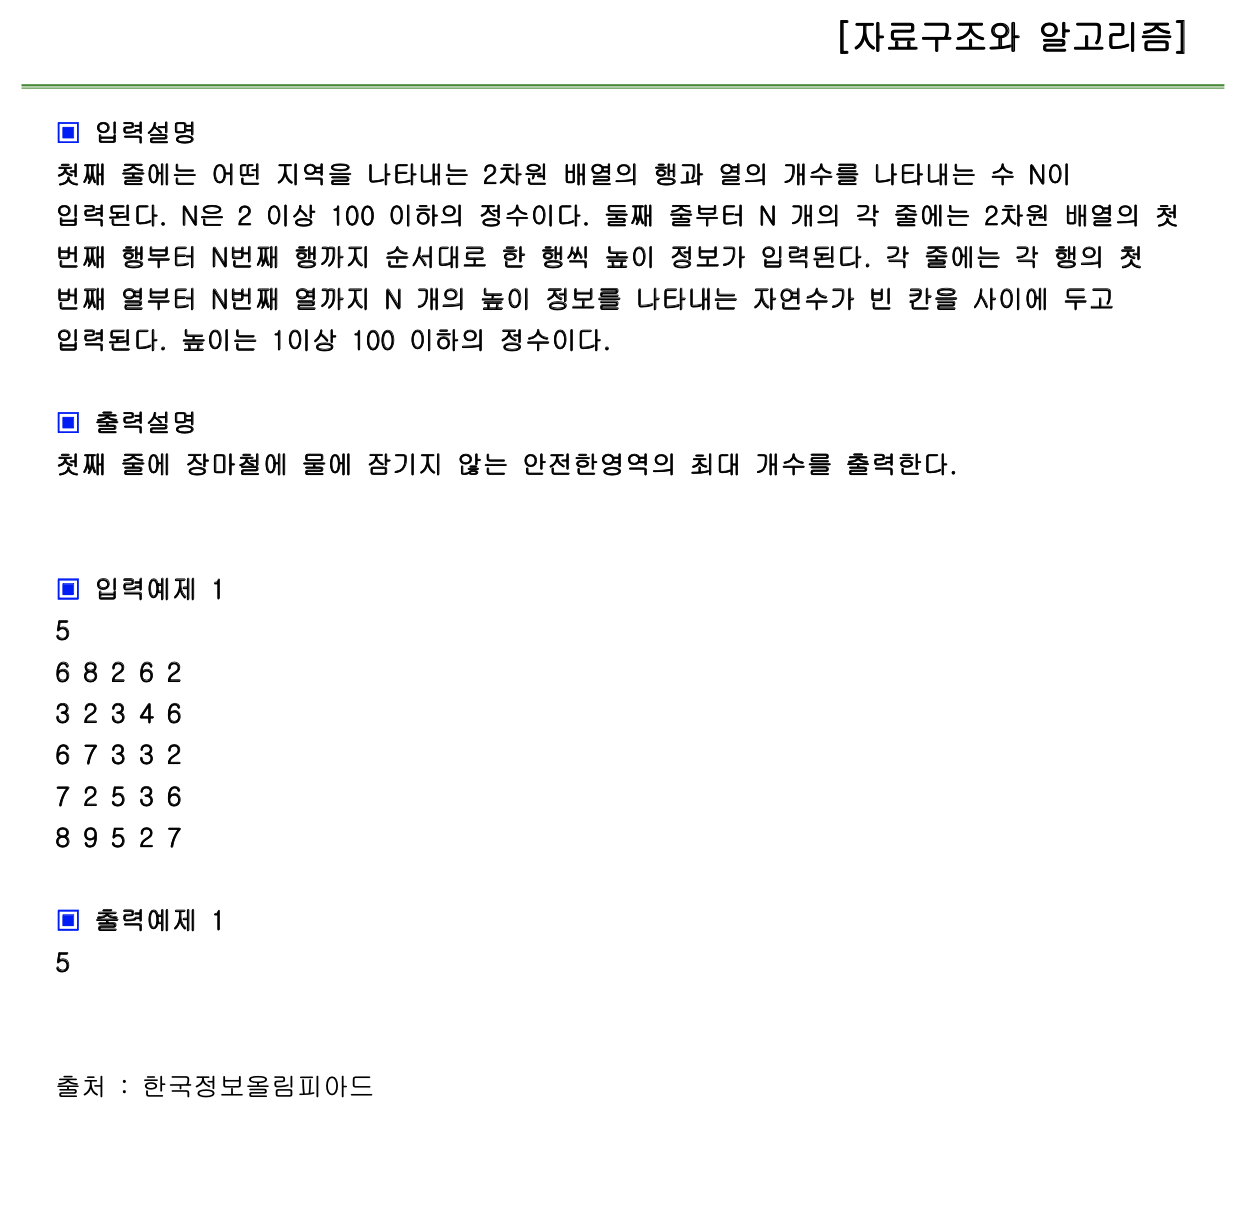 [자료구조와 알고리즘]
▣ 입력설명
첫째 줄에는 어떤 지역을 나타내는 2차원 배열의 행과 열의 개수를 나타내는 수 N이
입력된다. N은 2 이상 100 이하의 정수이다. 둘째 줄부터 N 개의 각 줄에는 2차원 배열의 첫
번째 행부터 N번째 행까지 순서대로 한 행씩 높이 정보가 입력된다. 각 줄에는 각 행의 첫
번째 열부터 N번째 열까지 N 개의 높이 정보를 나타내는 자연수가 빈 칸을 사이에 두고
입력된다. 높이는 1이상 100 이하의 정수이다.
▣ 출력설명
첫째 줄에 장마철에 물에 잠기지 않는 안전한영역의 최대 개수를 출력한다.
▣ 입력예제 1
5
6 8 2 6 2
3 2 3 4 6
6 7 3 3 2
7 2 5 3 6
8 9 5 2 7
▣ 출력예제 1
5
출처 : 한국정보올림피아드